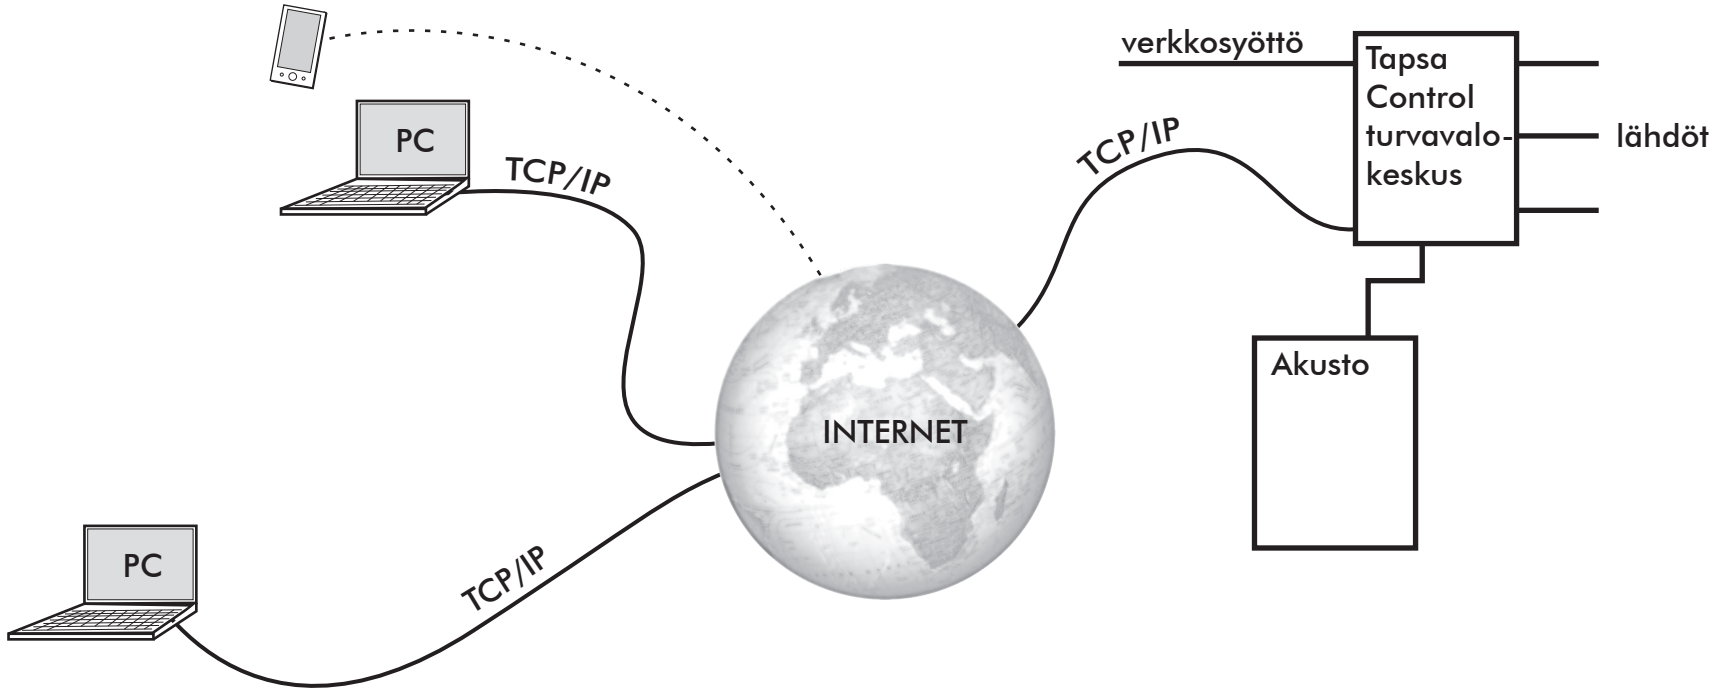 verkkosyöttö
Tapsa
Control
turvavalo-
keskus
lähdöt
PC
TCP/IP
TCP/IP
Akusto
INTERNET
PC
TCP/IP